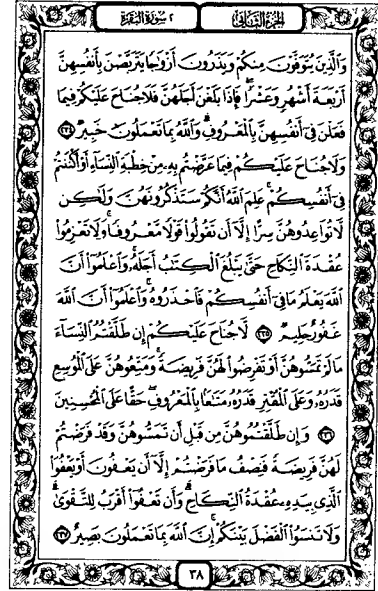 الجزء الثاني
٢ سورة البقرة
وَالَّذِينَ يُتَوَفَّوْنَ مِنكُمْ وَيَذَرُونَ أَزْوَاجًا يَتَرَبَّصْنَ بِأَنفُسِهِنَّ
أَرْبَعَةَ أَشْهُرٍ وَعَشْرًا فَإِذَا بَلَغْنَ أَجَلَهُنَّ فَلَا جُنَاحَ عَلَيْكُمْ فِيمَا
فَعَلْنَ فِي أَنفُسِهِنَّ بِالْمَعْرُوفِ وَاللَّهُ بِمَا تَعْمَلُونَ خَبِيرٌ ٢٣٤
وَلَا جُنَاحَ عَلَيْكُمْ فِيمَا عَرَّضْتُم بِهِ مِنْ خِطْبَةِ النِّسَاءِ أَوْ أَكْنَنتُمْ
فِي أَنفُسِكُمْ عَلِمَ اللَّهُ أَنَّكُمْ سَتَذْكُرُونَهُنَّ وَلَٰكِن
لَّا تُوَاعِدُوهُنَّ سِرًّا إِلَّا أَن تَقُولُوا قَوْلًا مَّعْرُوفًا وَلَا تَعْزِمُوا
عُقْدَةَ النِّكَاحِ حَتَّىٰ يَبْلُغَ الْكِتَابُ أَجَلَهُ وَاعْلَمُوا أَنَّ
اللَّهَ يَعْلَمُ مَا فِي أَنفُسِكُمْ فَاحْذَرُوهُ وَاعْلَمُوا أَنَّ اللَّهَ
غَفُورٌ حَلِيمٌ ٢٣٥ لَّا جُنَاحَ عَلَيْكُمْ إِن طَلَّقْتُمُ النِّسَاءَ
مَا لَمْ تَمَسُّوهُنَّ أَوْ تَفْرِضُوا لَهُنَّ فَرِيضَةً وَمَتِّعُوهُنَّ عَلَى الْمُوسِعِ
قَدَرُهُ وَعَلَى الْمُقْتِرِ قَدَرُهُ مَتَاعًا بِالْمَعْرُوفِ حَقًّا عَلَى الْمُحْسِنِينَ
٢٣٦ وَإِن طَلَّقْتُمُوهُنَّ مِن قَبْلِ أَن تَمَسُّوهُنَّ وَقَدْ فَرَضْتُمْ
لَهُنَّ فَرِيضَةً فَنِصْفُ مَا فَرَضْتُمْ إِلَّا أَن يَعْفُونَ أَوْ يَعْفُوَا
الَّذِي بِيَدِهِ عُقْدَةُ النِّكَاحِ وَأَن تَعْفُوا أَقْرَبُ لِلتَّقْوَىٰ
وَلَا تَنسَوُا الْفَضْلَ بَيْنَكُمْ إِنَّ اللَّهَ بِمَا تَعْمَلُونَ بَصِيرٌ ٢٣٧
٣٨